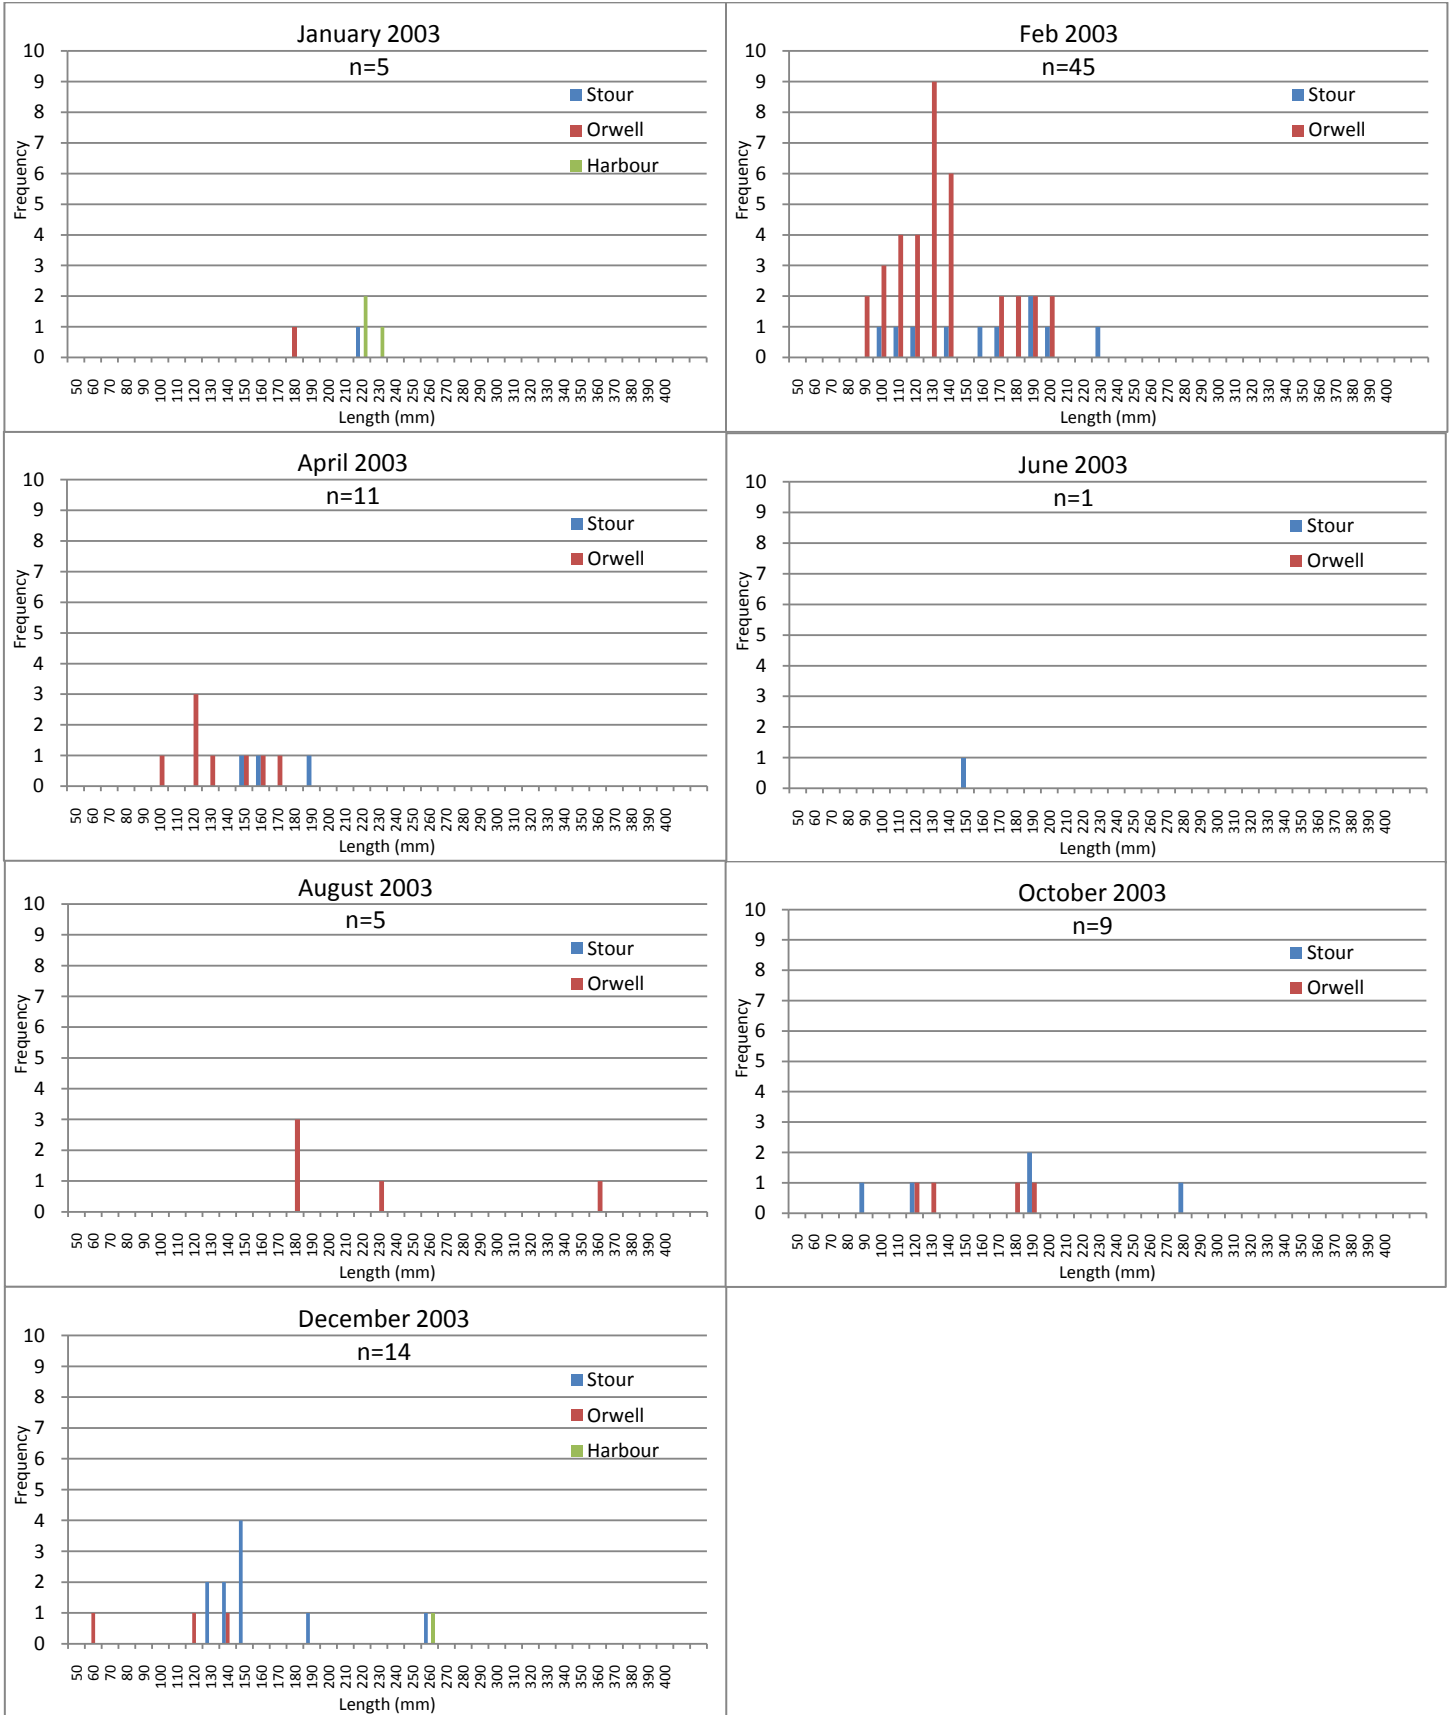 January 2003
n=5
10
9
8
7
6
5
4
3
2
1
0
Frequency
Stour
Orwell
Harbour
50 60 70 80 90 100 110 120 130 140 150 160 170 180 190 200 210 220 230 240 250 260 270 280 290 300 310 320 330 340 350 360 370 380 390 400
Length (mm)
Feb 2003
n=45
10
9
8
7
6
5
4
3
2
1
0
Frequency
Stour
Orwell
50 60 70 80 90 100 110 120 130 140 150 160 170 180 190 200 210 220 230 240 250 260 270 280 290 300 310 320 330 340 350 360 370 380 390 400
Length (mm)
April 2003
n=11
10
9
8
7
6
5
4
3
2
1
0
Frequency
Stour
Orwell
50 60 70 80 90 100 110 120 130 140 150 160 170 180 190 200 210 220 230 240 250 260 270 280 290 300 310 320 330 340 350 360 370 380 390 400
Length (mm)
June 2003
n=1
10
9
8
7
6
5
4
3
2
1
0
Frequency
Stour
Orwell
50 60 70 80 90 100 110 120 130 140 150 160 170 180 190 200 210 220 230 240 250 260 270 280 290 300 310 320 330 340 350 360 370 380 390 400
Length (mm)
August 2003
n=5
10
9
8
7
6
5
4
3
2
1
0
Frequency
Stour
Orwell
50 60 70 80 90 100 110 120 130 140 150 160 170 180 190 200 210 220 230 240 250 260 270 280 290 300 310 320 330 340 350 360 370 380 390 400
Length (mm)
October 2003
n=9
10
9
8
7
6
5
4
3
2
1
0
Frequency
Stour
Orwell
50 60 70 80 90 100 110 120 130 140 150 160 170 180 190 200 210 220 230 240 250 260 270 280 290 300 310 320 330 340 350 360 370 380 390 400
Length (mm)
December 2003
n=14
10
9
8
7
6
5
4
3
2
1
0
Frequency
Stour
Orwell
Harbour
50 60 70 80 90 100 110 120 130 140 150 160 170 180 190 200 210 220 230 240 250 260 270 280 290 300 310 320 330 340 350 360 370 380 390 400
Length (mm)